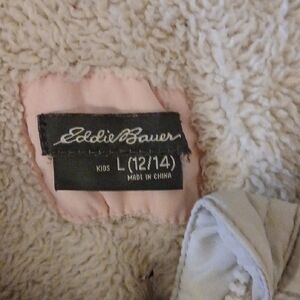 Eddie Bauer
KIDS L (12/14)
MADE IN CHINA